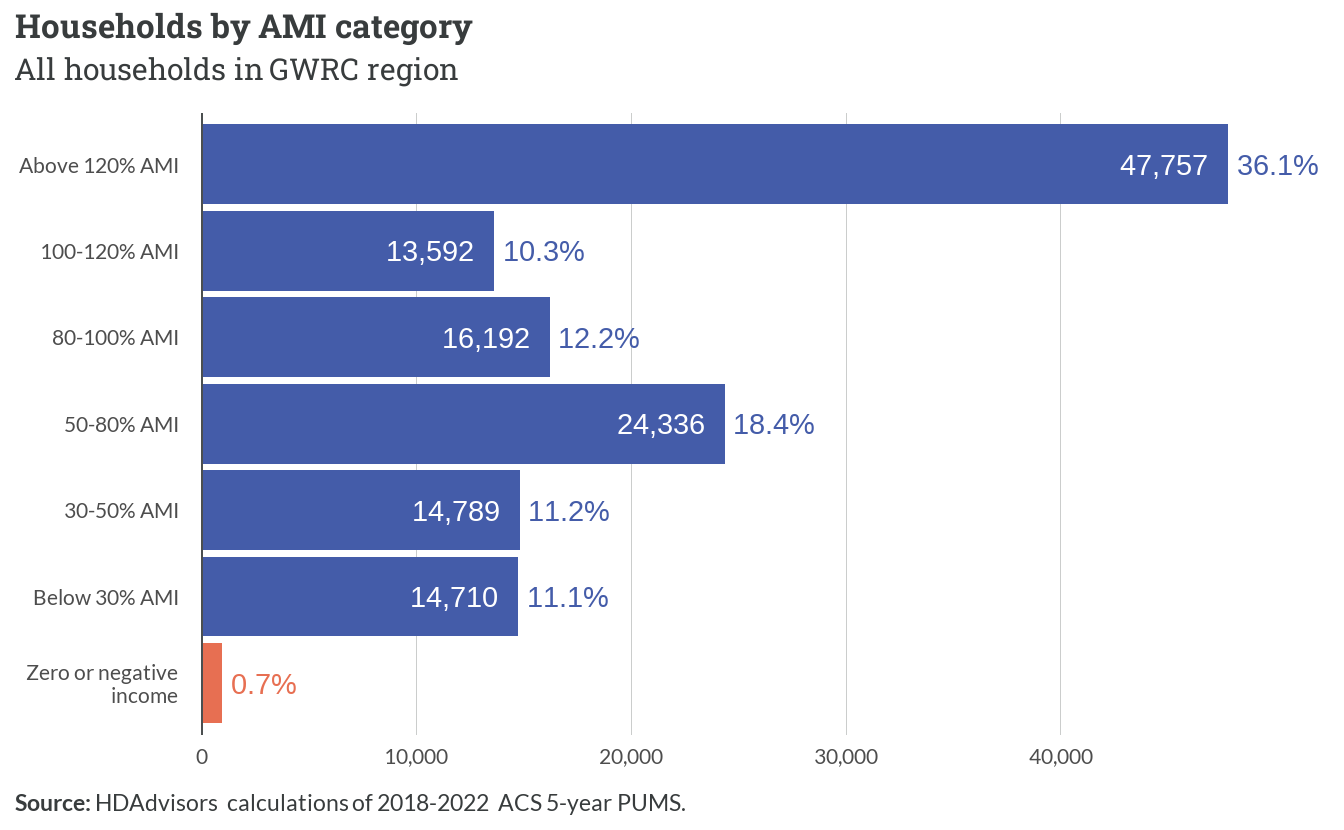 Households by AMI category
All households in GWRC region
Above 120% AMI 47,757 36.1%
100-120% AMI 13,592 10.3%
80-100% AMI 16,192 12.2%
50-80% AMI 24,336 18.4%
30-50% AMI 14,789 11.2%
Below 30% AMI 14,710 11.1%
Zero or negative
income 0.7%
0 10,000 20,000 30,000 40,000
Source: HDAdvisors calculations of 2018-2022 ACS 5-year PUMS.